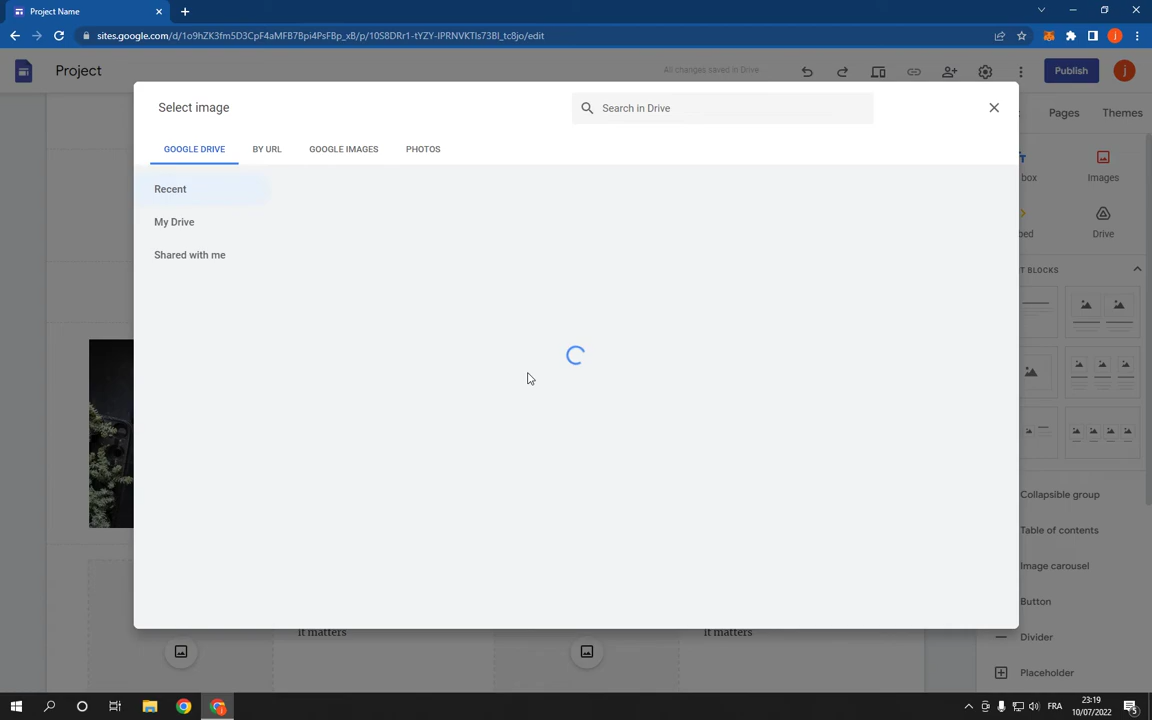 Project Name
sites.google.com/d/1o9hZK3fm5D3CpF4aMFB7Bpi4PsFBp_xB/p/10S8DRr1-tYZY-IPRNVKTls73Bl_tc8jo/edit
Project
All changes saved in Drive
Publish
j
j
Select image
Search in Drive
Pages
Themes
GOOGLE DRIVE
BY URL
GOOGLE IMAGES
PHOTOS
box
Images
Recent
My Drive
Shared with me
bed
Drive
T BLOCKS
Collapsible group
Table of contents
Image carousel
Button
Divider
Placeholder
It matters
It matters
FRA
23:19
10/07/2022
5